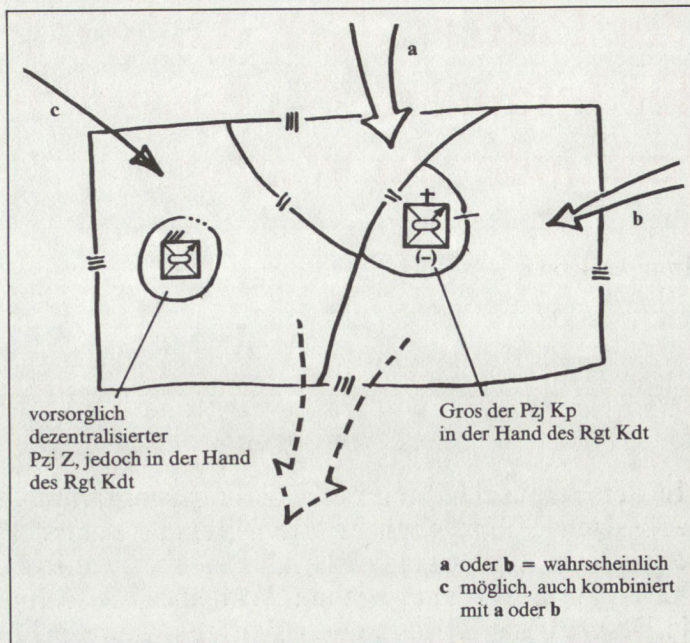 a
c
b
(–)
vorsorglich
dezentralisierter
Pzj Z, jedoch in der Hand
des Rgt Kdt
Gros der Pzj Kp
in der Hand des Rgt Kdt
a oder b = wahrscheinlich
c möglich, auch kombiniert
mit a oder b